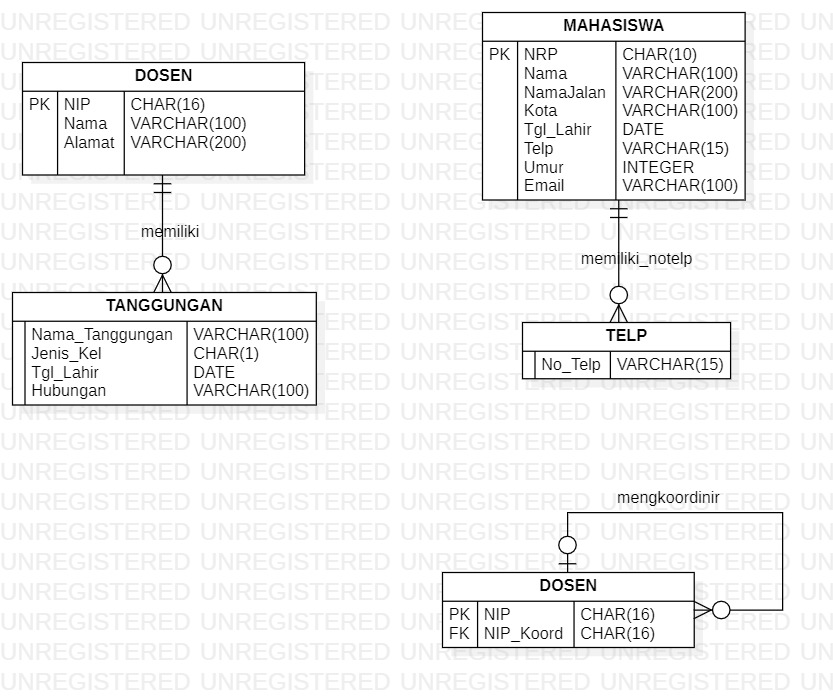 DOSEN
PK NIP CHAR(16)
Nama VARCHAR(100)
Alamat VARCHAR(200)
memiliki
TANGGUNGAN
Nama_Tanggungan VARCHAR(100)
Jenis_Kel CHAR(1)
Tgl_Lahir DATE
Hubungan VARCHAR(100)
MAHASISWA
PK NRP CHAR(10)
Nama VARCHAR(100)
NamaJalan VARCHAR(200)
Kota VARCHAR(100)
Tgl_Lahir DATE
Telp VARCHAR(15)
Umur INTEGER
Email VARCHAR(100)
memiliki_notelp
TELP
No_Telp VARCHAR(15)
mengkoordinir
DOSEN
PK NIP CHAR(16)
FK NIP_Koord CHAR(16)
UNREGISTERED